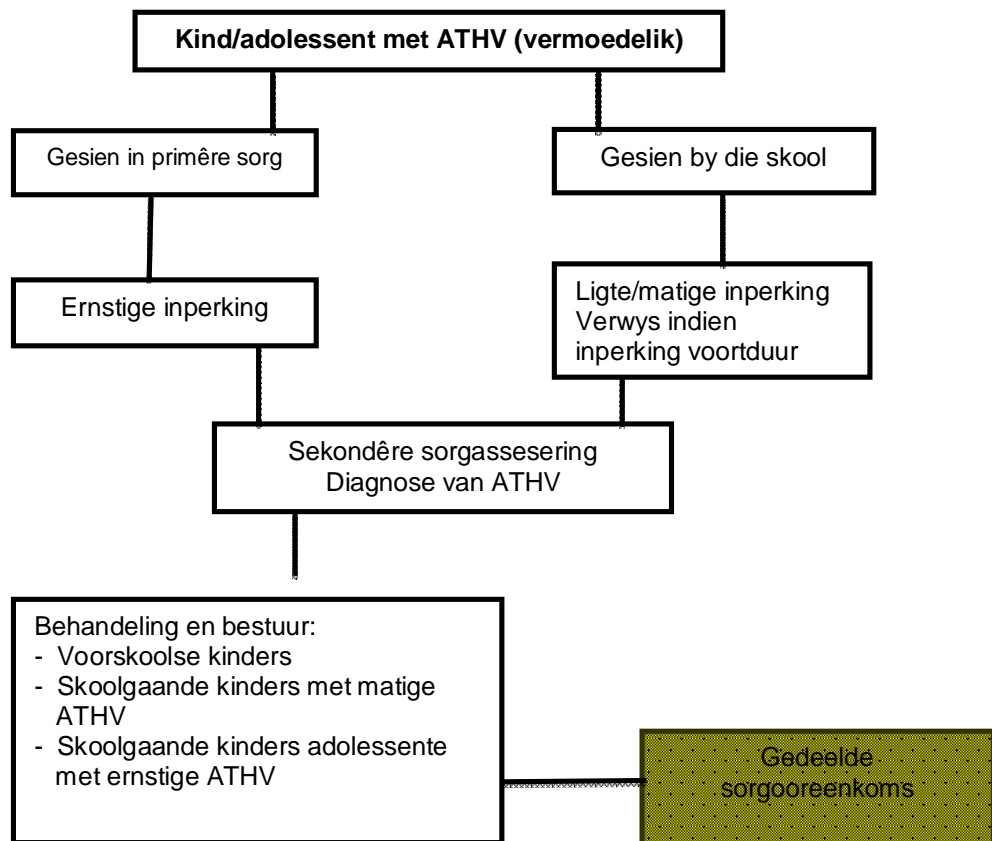 Kind/adolessent met ATHV (vermoedelik)
Gesien in primêre sorg
Gesien by die skool
Ernstige inperking
Ligte/matige inperking
Verwys indien
inperking voortduur
Sekondêre sorgassesering
Diagnose van ATHV
Behandeling en bestuur:
- Voorskoolse kinders
- Skoolgaande kinders met matige
ATHV
- Skoolgaande kinders adolessente
met ernstige ATHV
Gedeelde
sorgooreenkoms